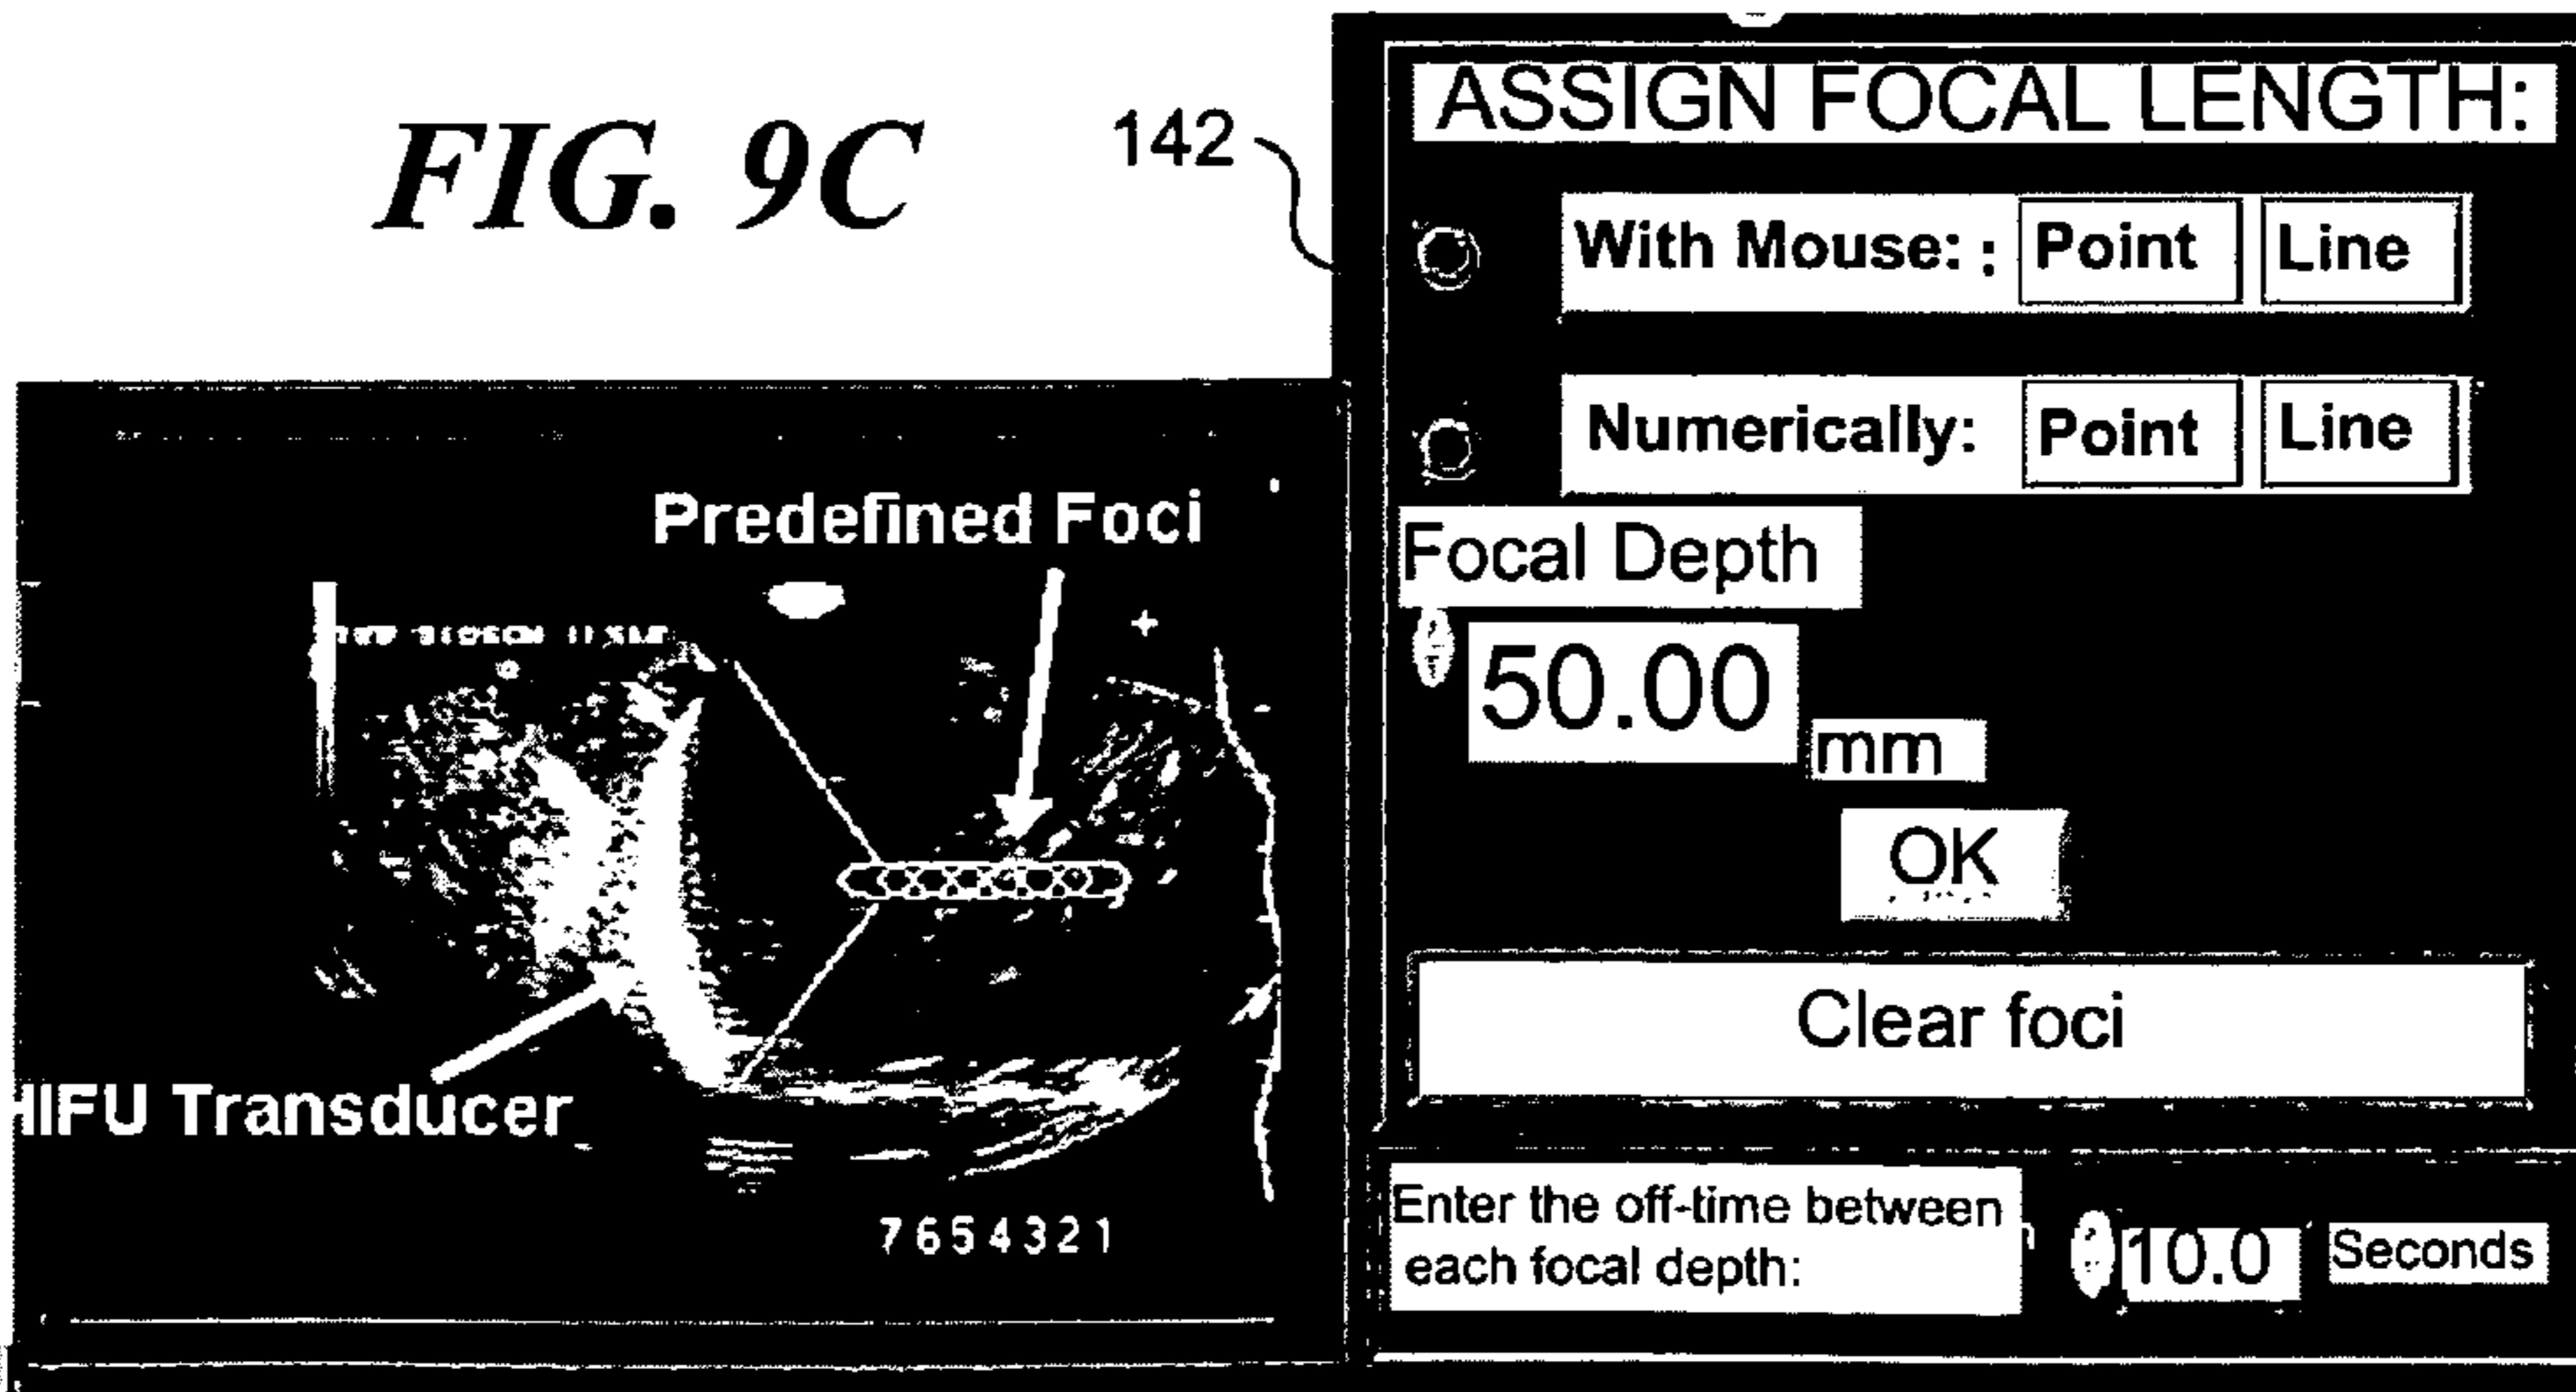 FIG. 9C
142
ASSIGN FOCAL LENGTH:
With Mouse: : Point Line
Numerically: Point Line
Focal Depth
50.00
mm
OK
Clear foci
Enter the off-time between
each focal depth:
10.0 Seconds
Predefined Foci
HIFU Transducer
7654321